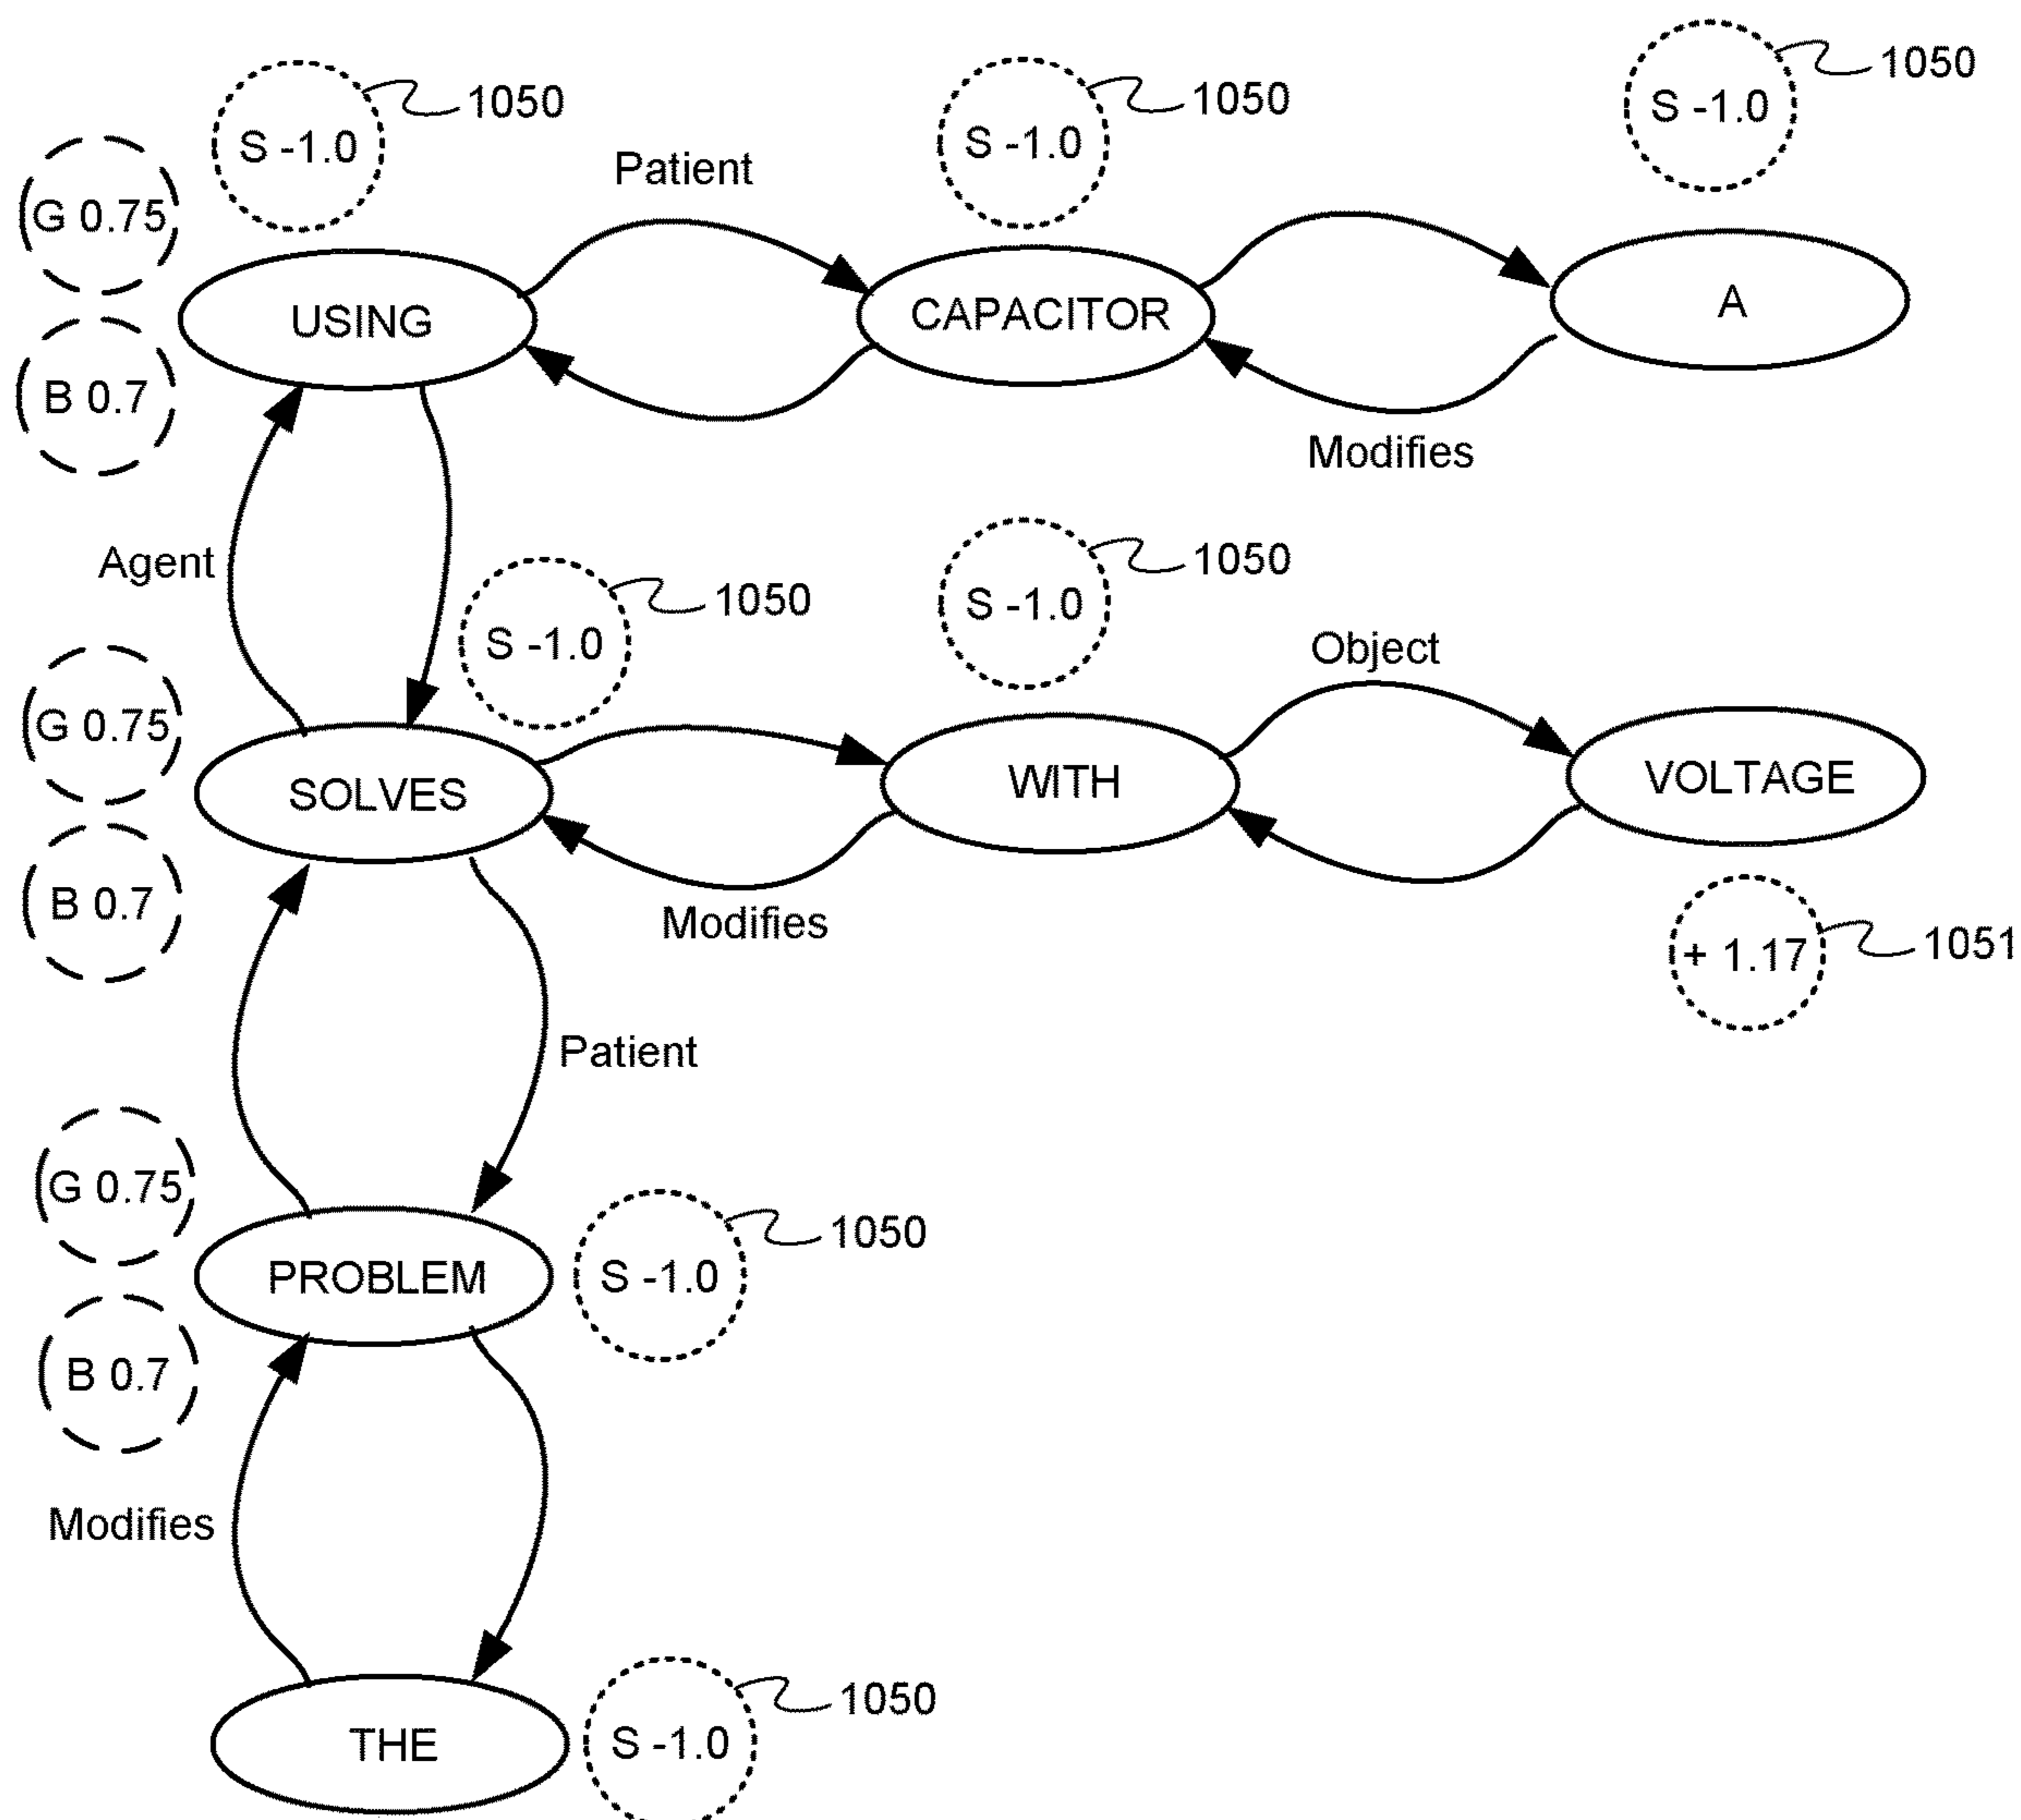 1050
1050
1050
S -1.0
S -1.0
S -1.0
Patient
G 0.75
USING
CAPACITOR
A
B 0.7
Modifies
Agent
1050
1050
S -1.0
S -1.0
Object
G 0.75
SOLVES
WITH
VOLTAGE
B 0.7
Modifies
+ 1.17
1051
Patient
G 0.75
1050
PROBLEM
S -1.0
B 0.7
Modifies
1050
THE
S -1.0